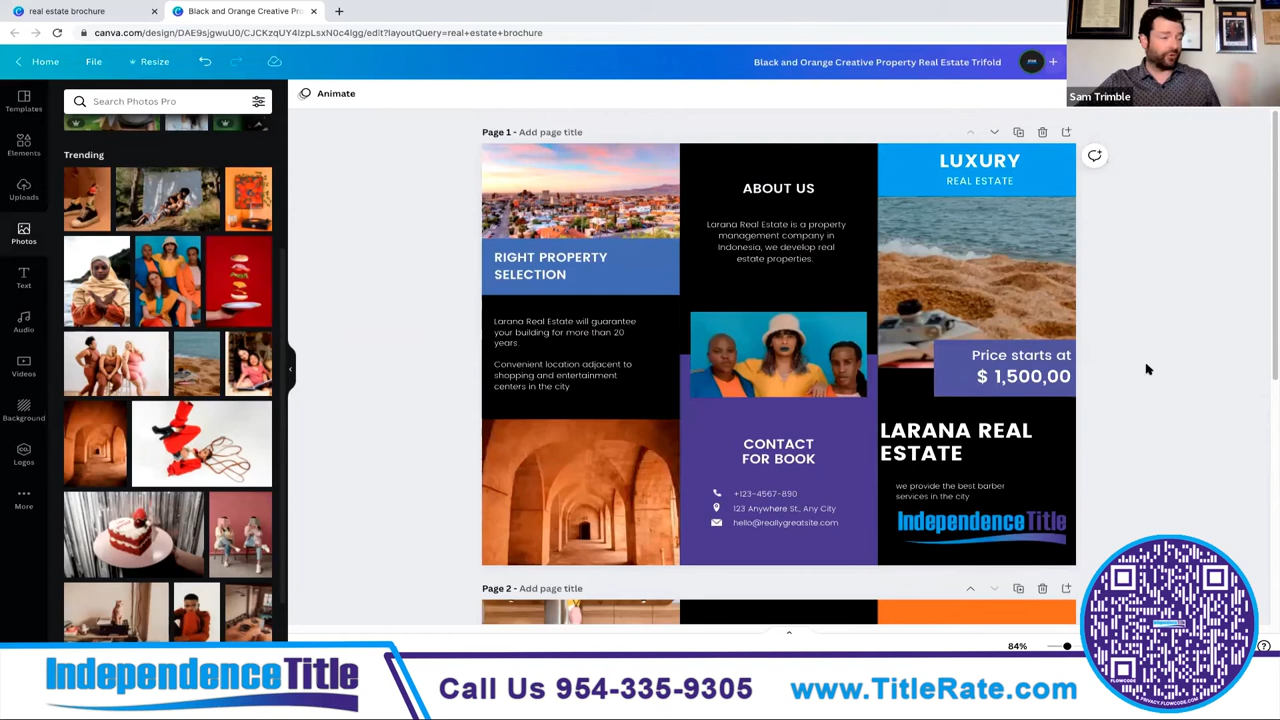 real estate brochure
Black and Orange Creative Pro
canva.com/design/DAE9sjgwuU0/CJCKzqUY4IzpLsxN0c4Igg/edit?layoutQuery=real+estate+brochure
Home
File
Resize
Black and Orange Creative Property Real Estate Trifold
Sam Trimble
Templates
Elements
Uploads
Photos
Text
Audio
Videos
Background
Logos
More
Search Photos Pro
Trending
Animate
Page 1 - Add page title
RIGHT PROPERTY
SELECTION
Larana Real Estate will guarantee
your building for more than 20
years.
Convenient location adjacent to
shopping and entertainment
centers in the city
ABOUT US
Larana Real Estate is a property
management company in
Indonesia, we develop real
estate properties.
CONTACT
FOR BOOK
+123-4567-890
123 Anywhere St., Any City
hello@reallygreatsite.com
LUXURY
REAL ESTATE
Price starts at
$ 1,500,00
LARANA REAL
ESTATE
we provide the best barber
services in the city
IndependenceTitle
Page 2 - Add page title
84%
IndependenceTitle
Call Us 954-335-9305
www.TitleRate.com
FLOWCODE
PRIVACY.FLOWCODE.COM